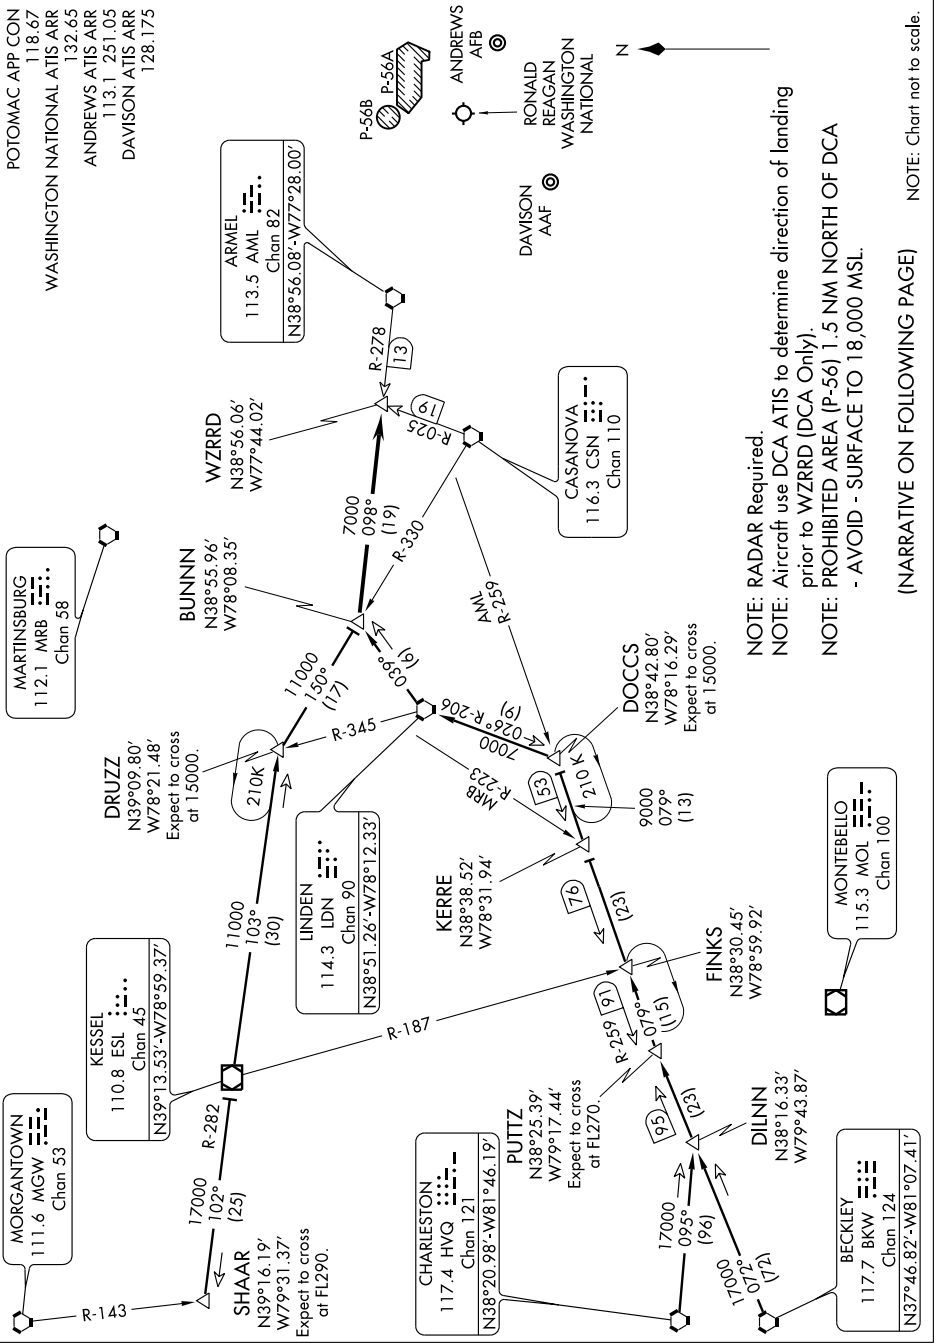 POTOMAC APP CON
118.67
WASHINGTON NATIONAL ATIS ARR
132.65
ANDREWS ATIS ARR
113.1 251.05
DAVISON ATIS ARR
128.175
P-56B
P-56A
ANDREWS
AFB
RONALD
REAGAN
WASHINGTON
NATIONAL
DAVISON
AAF
N
ARMEL
113.5 AML
Chan 82
N38°56.08'-W77°28.00'
R-278
13
WZRRD
N38°56.06'
W77°44.02'
R-025
19
CASANOVA
116.3 CSN
Chan 110
MARTINSBURG
112.1 MRB
Chan 58
BUNNN
N38°55.96'
W78°08.35'
7000
098°
(19)
R-330
AML
R-259
DRUZZ
N39°09.80'
W78°21.48'
Expect to cross
at 15000.
11000
150°
(17)
210K
R-345
039°
(6)
LINDEN
114.3 LDN
Chan 90
N38°51.26'-W78°12.33'
7000
026°
R-206
(9)
MRB
R-223
DOCCS
N38°42.80'
W78°16.29'
Expect to cross
at 15000.
53
210 K
9000
079°
(13)
KERRE
N38°38.52'
W78°31.94'
76
(23)
KESSEL
110.8 ESL
Chan 45
N39°13.53'-W78°59.37'
11000
103°
(30)
R-187
FINKS
N38°30.45'
W78°59.92'
MONTEBELLO
115.3 MOL
Chan 100
R-259
91
079°
(15)
MORGANTOWN
111.6 MGW
Chan 53
R-143
R-282
17000
102°
(25)
SHAAR
N39°16.19'
W79°31.37'
Expect to cross
at FL290.
PUTTZ
N38°25.39'
W79°17.44'
Expect to cross
at FL270.
95
(23)
DILNN
N38°16.33'
W79°43.87'
CHARLESTON
117.4 HVQ
Chan 121
N38°20.98'-W81°46.19'
17000
095°
(96)
17000
072°
(72)
BECKLEY
117.7 BKW
Chan 124
N37°46.82'-W81°07.41'
NOTE: RADAR Required.
NOTE: Aircraft use DCA ATIS to determine direction of landing
prior to WZRRD (DCA Only).
NOTE: PROHIBITED AREA (P-56) 1.5 NM NORTH OF DCA
- AVOID - SURFACE TO 18,000 MSL.
(NARRATIVE ON FOLLOWING PAGE)
NOTE: Chart not to scale.